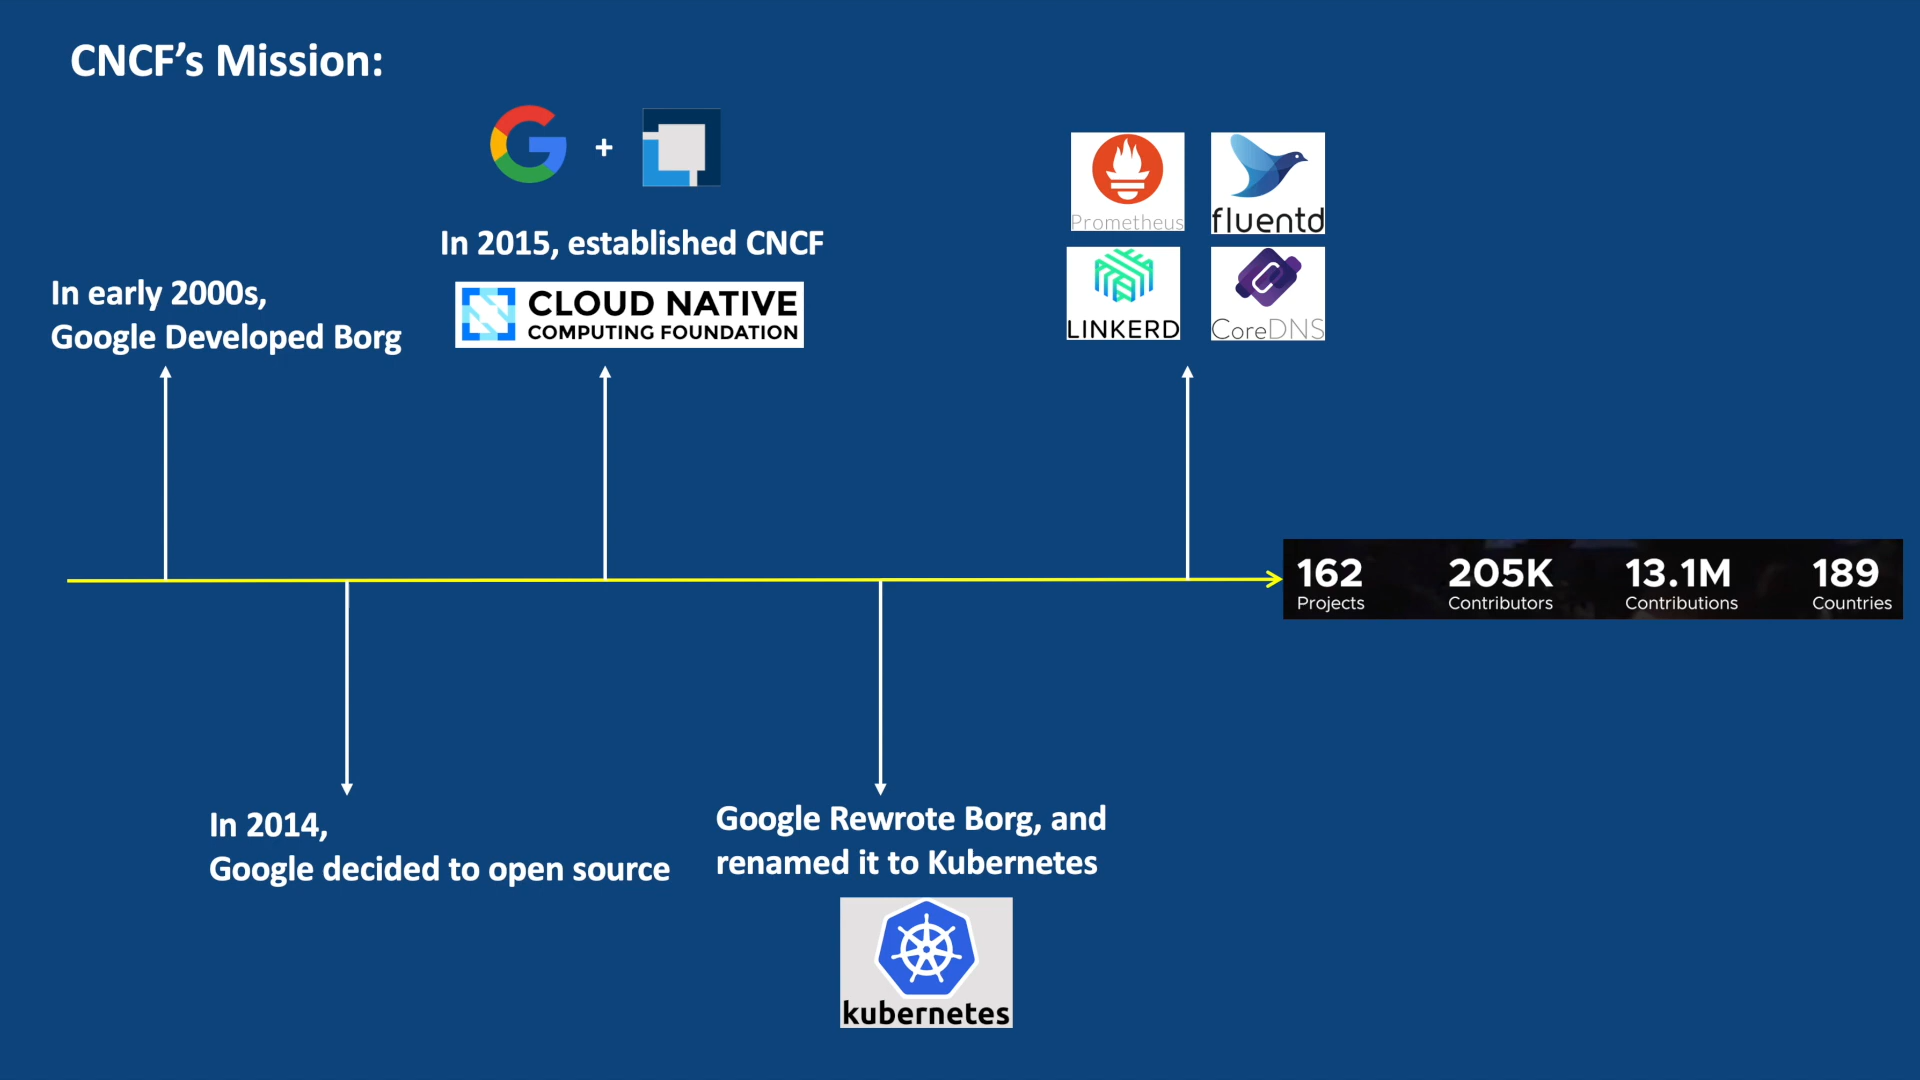 CNCF's Mission:
+
In 2015, established CNCF
CLOUD NATIVE
COMPUTING FOUNDATION
In early 2000s,
Google Developed Borg
Prometheus
fluentd
LINKERD
CoreDNS
162
Projects
205K
Contributors
13.1M
Contributions
189
Countries
In 2014,
Google decided to open source
Google Rewrote Borg, and
renamed it to Kubernetes
kubernetes